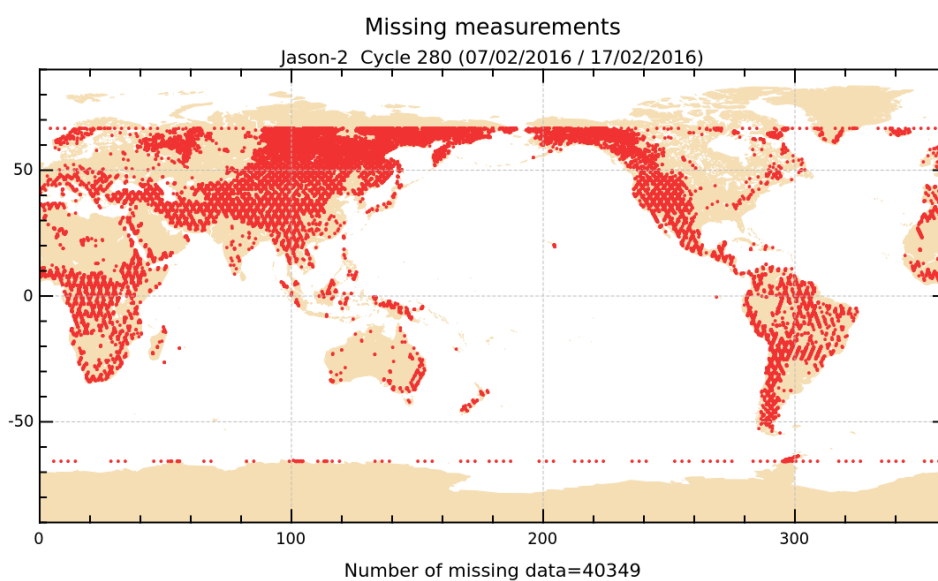 Missing measurements
Jason-2 Cycle 280 (07/02/2016 / 17/02/2016)
50
0
-50
0 100 200 300
Number of missing data=40349